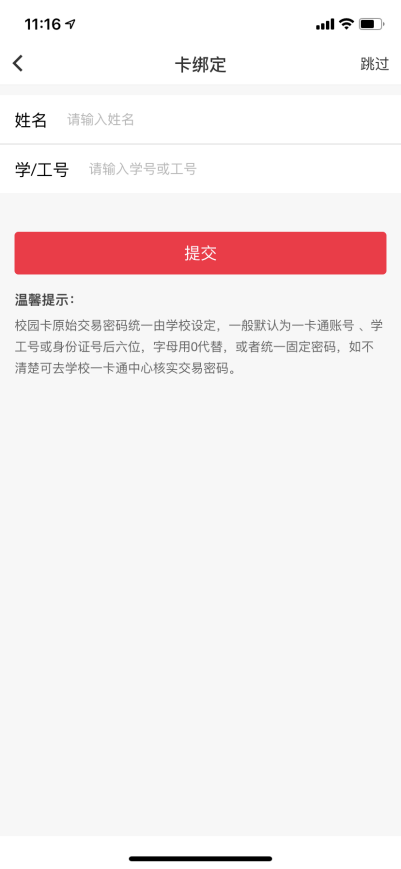 11:16
卡绑定
跳过
姓名 请输入姓名
学/工号 请输入学号或工号
提交
温馨提示：
校园卡原始交易密码统一由学校设定，一般默认为一卡通账号 、学
工号或身份证号后六位，字母用0代替，或者统一固定密码，如不
清楚可去学校一卡通中心核实交易密码。